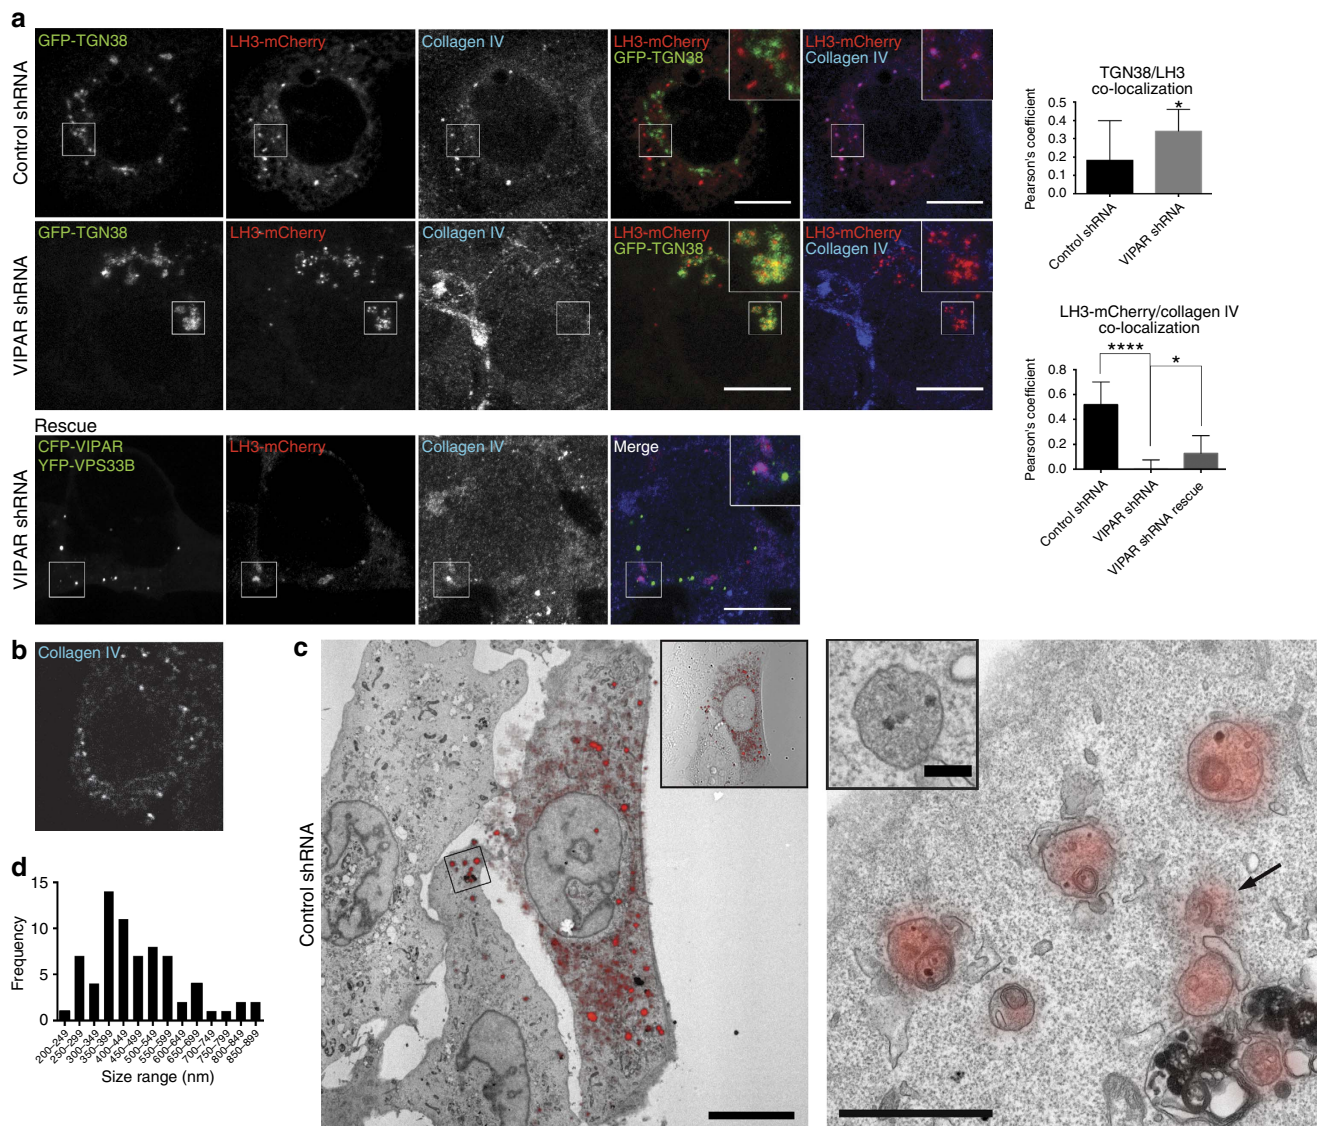 a
GFP-TGN38
LH3-mCherry
Collagen IV
LH3-mCherry
GFP-TGN38
LH3-mCherry
Collagen IV
Control shRNA
GFP-TGN38
LH3-mCherry
Collagen IV
LH3-mCherry
GFP-TGN38
LH3-mCherry
Collagen IV
VIPAR shRNA
Rescue
CFP-VIPAR
YFP-VPS33B
LH3-mCherry
Collagen IV
Merge
VIPAR shRNA
TGN38/LH3
co-localization
Pearson's coefficient
0.5
0.4
0.3
0.2
0.1
0.0
*
Control shRNA
VIPAR shRNA
LH3-mCherry/collagen IV
co-localization
Pearson's coefficient
0.8
0.6
0.4
0.2
0.0
****
*
Control shRNA
VIPAR shRNA
VIPAR shRNA rescue
b
Collagen IV
c
Control shRNA
d
Frequency
15
10
5
0
200–249
250–299
300–349
350–399
400–449
450–499
500–549
550–599
600–649
650–699
700–749
750–799
800–849
850–899
Size range (nm)